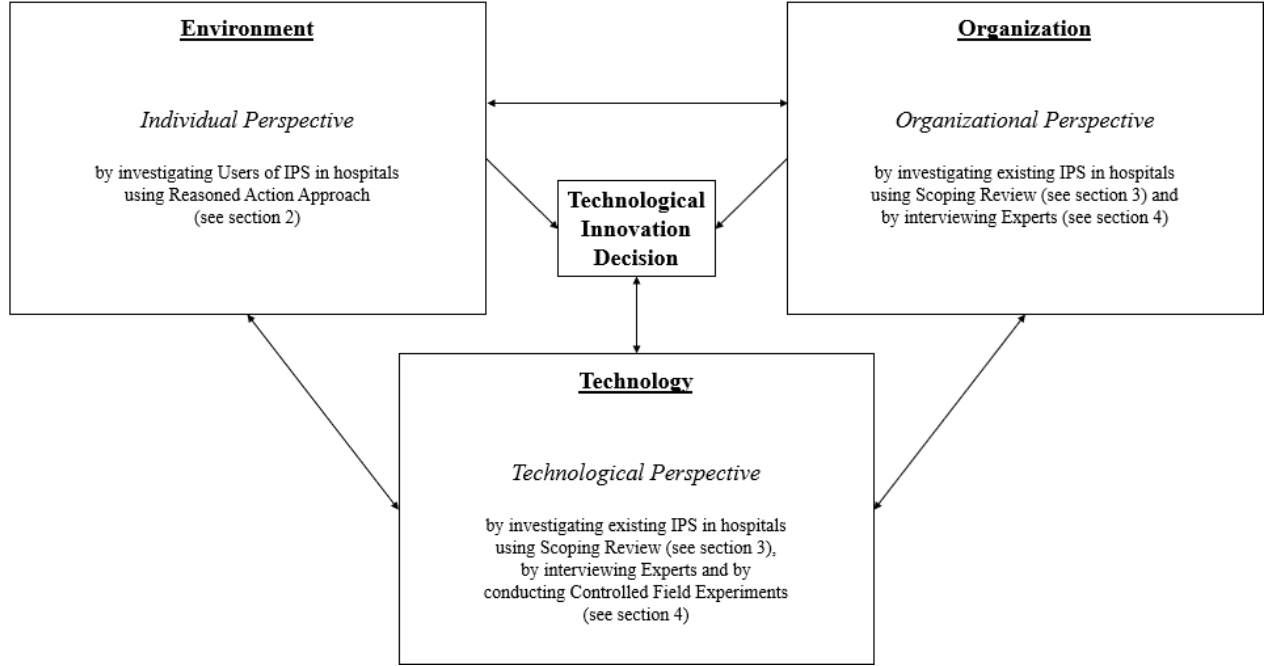 Environment
Individual Perspective
by investigating Users of IPS in hospitals
using Reasoned Action Approach
(see section 2)
Organization
Organizational Perspective
by investigating existing IPS in hospitals
using Scoping Review (see section 3) and
by interviewing Experts (see section 4)
Technological
Innovation
Decision
Technology
Technological Perspective
by investigating existing IPS in hospitals
using Scoping Review (see section 3),
by interviewing Experts and by
conducting Controlled Field Experiments
(see section 4)